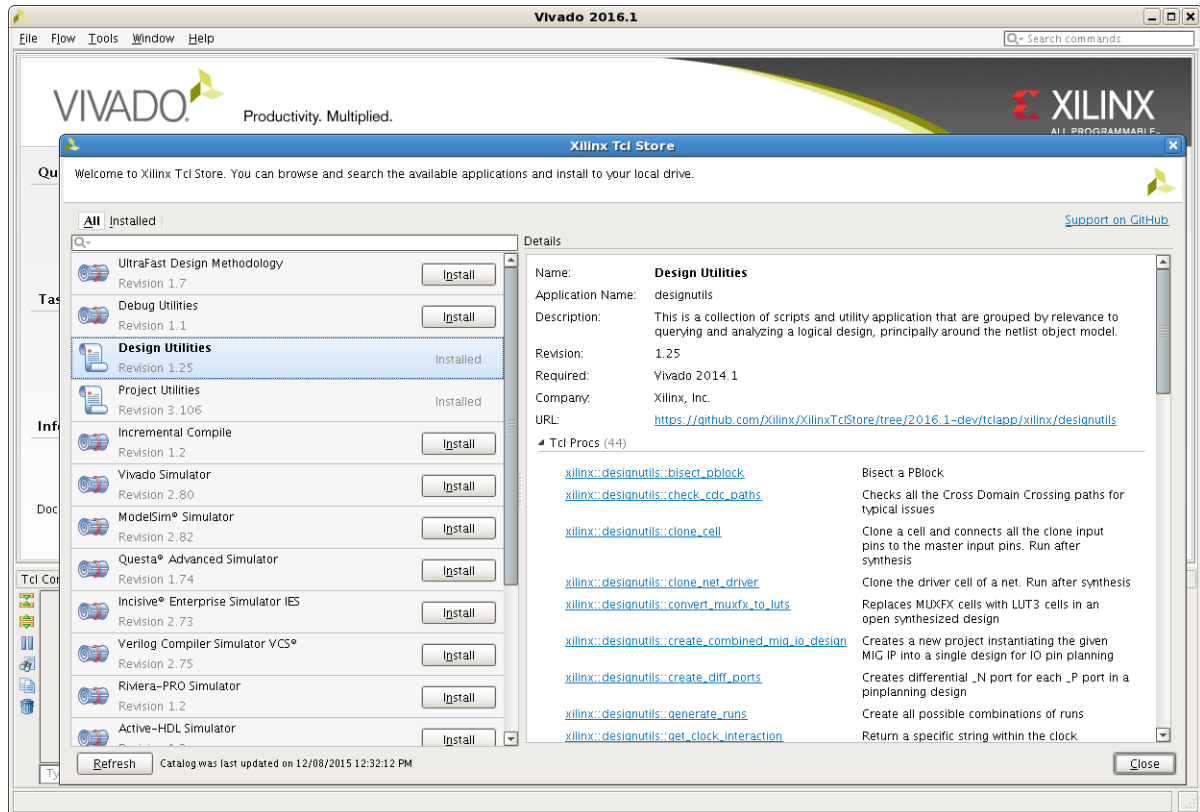 Vivado 2016.1
File Flow Tools Window Help
Search commands
VIVADO.
Productivity. Multiplied.
XILINX
ALL PROGRAMMABLE
Xilinx Tcl Store
Qu
Welcome to Xilinx Tcl Store. You can browse and search the available applications and install to your local drive.
All Installed
Support on GitHub
Details
UltraFast Design Methodology
Revision 1.7
Install
Debug Utilities
Revision 1.1
Install
Design Utilities
Revision 1.25
Installed
Project Utilities
Revision 3.106
Installed
Incremental Compile
Revision 1.2
Install
Vivado Simulator
Revision 2.80
Install
ModelSim® Simulator
Revision 2.82
Install
Questa® Advanced Simulator
Revision 1.74
Install
Incisive® Enterprise Simulator IES
Revision 2.73
Install
Verilog Compiler Simulator VCS®
Revision 2.75
Install
Riviera-PRO Simulator
Revision 1.2
Install
Active-HDL Simulator
Install
Name: Design Utilities
Application Name: designutils
Description: This is a collection of scripts and utility application that are grouped by relevance to
querying and analyzing a logical design, principally around the netlist object model.
Revision: 1.25
Required: Vivado 2014.1
Company: Xilinx, Inc.
URL: https://github.com/Xilinx/XilinxTclStore/tree/2016.1-dev/tclapp/xilinx/designutils
Tcl Procs (44)
xilinx::designutils::bisect_pblock Bisect a PBlock
xilinx::designutils::check_cdc_paths Checks all the Cross Domain Crossing paths for
typical issues
xilinx::designutils::clone_cell Clone a cell and connects all the clone input
pins to the master input pins. Run after
synthesis
xilinx::designutils::clone_net_driver Clone the driver cell of a net. Run after synthesis
xilinx::designutils::convert_muxfx_to_luts Replaces MUXFX cells with LUT3 cells in an
open synthesized design
xilinx::designutils::create_combined_mig_io_design Creates a new project instantiating the given
MIG IP into a single design for IO pin planning
xilinx::designutils::create_diff_ports Creates differential _N port for each _P port in a
pinplanning design
xilinx::designutils::generate_runs Create all possible combinations of runs
xilinx::designutils::get_clock_interaction Return a specific string within the clock
Tas
Inf
Doc
Tcl Cor
Ty
Refresh Catalog was last updated on 12/08/2015 12:32:12 PM
Close